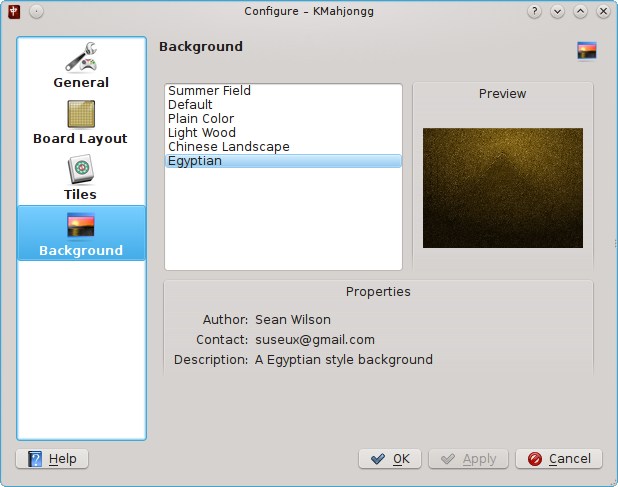 Configure – KMahjongg
General
Board Layout
Tiles
Background
Background
Summer Field
Default
Plain Color
Light Wood
Chinese Landscape
Egyptian
Preview
Properties
Author: Sean Wilson
Contact: suseux@gmail.com
Description: A Egyptian style background
Help
OK
Apply
Cancel